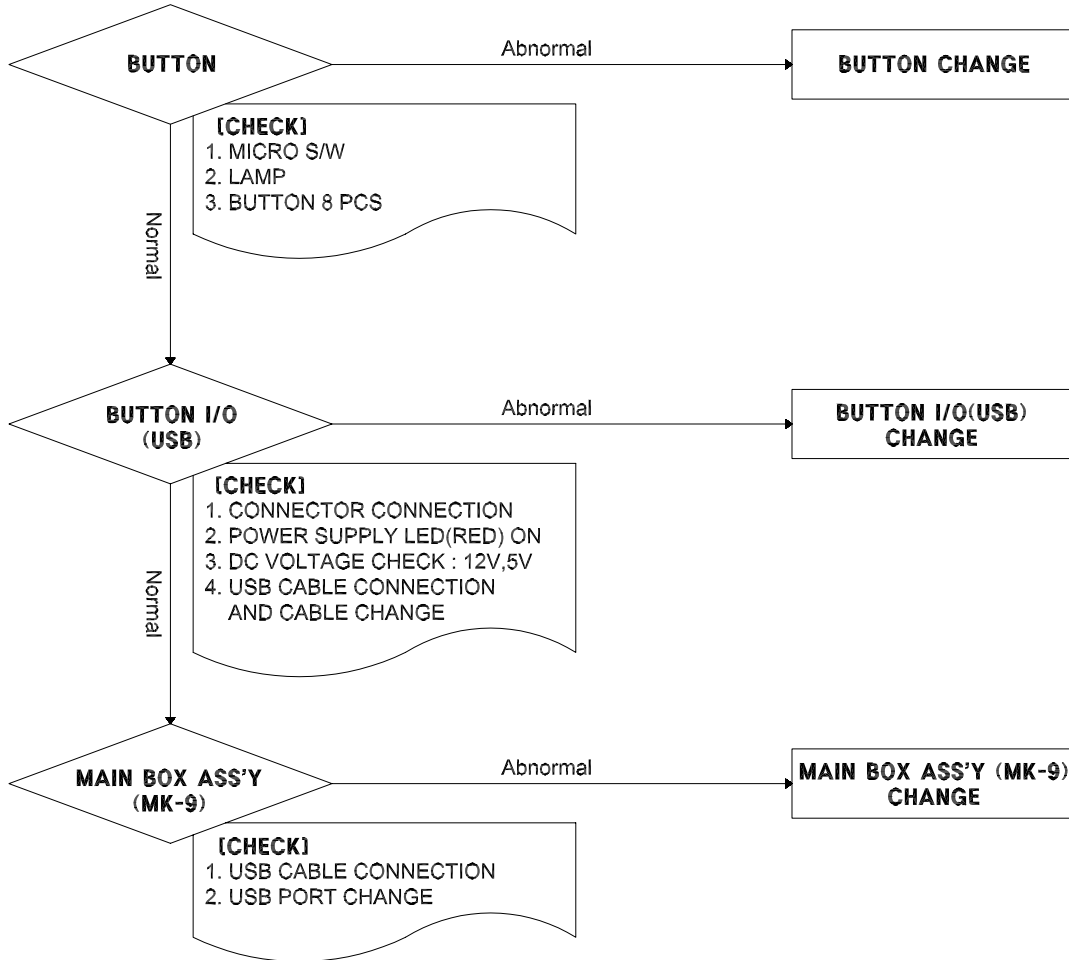 BUTTON
Abnormal
BUTTON CHANGE
[CHECK]
1. MICRO S/W
2. LAMP
3. BUTTON 8 PCS
Normal
BUTTON I/O
(USB)
Abnormal
BUTTON I/O(USB)
CHANGE
[CHECK]
1. CONNECTOR CONNECTION
2. POWER SUPPLY LED(RED) ON
3. DC VOLTAGE CHECK : 12V,5V
4. USB CABLE CONNECTION
AND CABLE CHANGE
Normal
MAIN BOX ASS'Y
(MK-9)
Abnormal
MAIN BOX ASS'Y (MK-9)
CHANGE
[CHECK]
1. USB CABLE CONNECTION
2. USB PORT CHANGE